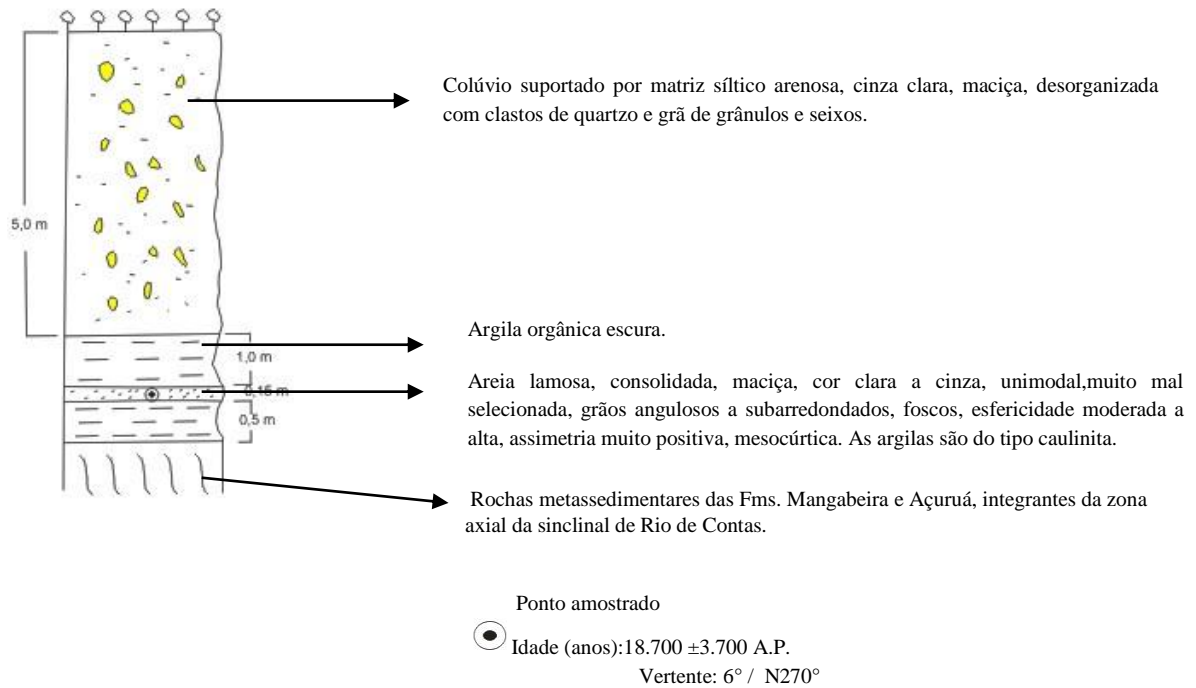 Colúvio suportado por matriz síltico arenosa, cinza clara, maciça, desorganizada
com clastos de quartzo e grã de grânulos e seixos.
5,0 m
Argila orgânica escura.
1,0 m
Areia lamosa, consolidada, maciça, cor clara a cinza, unimodal,muito mal
0,15 m
selecionada, grãos angulosos a subarredondados, foscos, esfericidade moderada a
0,5 m
alta, assimetria muito positiva, mesocúrtica. As argilas são do tipo caulinita.
Rochas metassedimentares das Fms. Mangabeira e Açuruá, integrantes da zona
axial da sinclinal de Rio de Contas.
Ponto amostrado
Idade (anos):18.700 ±3.700 A.P.
Vertente: 6° / N270°